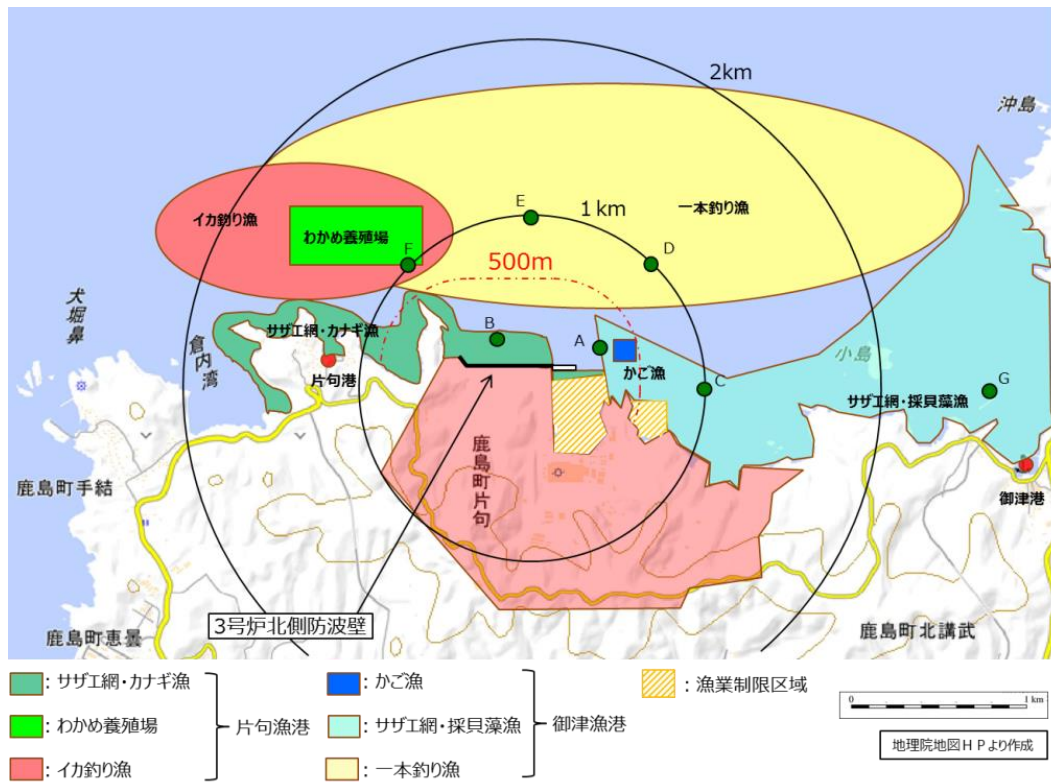 2km
沖島
E
1km
一本釣り漁
イカ釣り漁
わかめ養殖場
F
D
500m
犬堀鼻
倉内湾
サザエ網・カナギ漁
片句港
B
A
かご漁
小島
C
G
サザエ網・採貝藻漁
鹿島町片句
御津港
鹿島町手結
3号炉北側防波壁
鹿島町恵曇
鹿島町北講武
：サザエ網・カナギ漁
：わかめ養殖場
：イカ釣り漁
片句漁港
：かご漁
：サザエ網・採貝藻漁
：一本釣り漁
御津漁港
：漁業制限区域
0 1 km
地理院地図ＨＰより作成